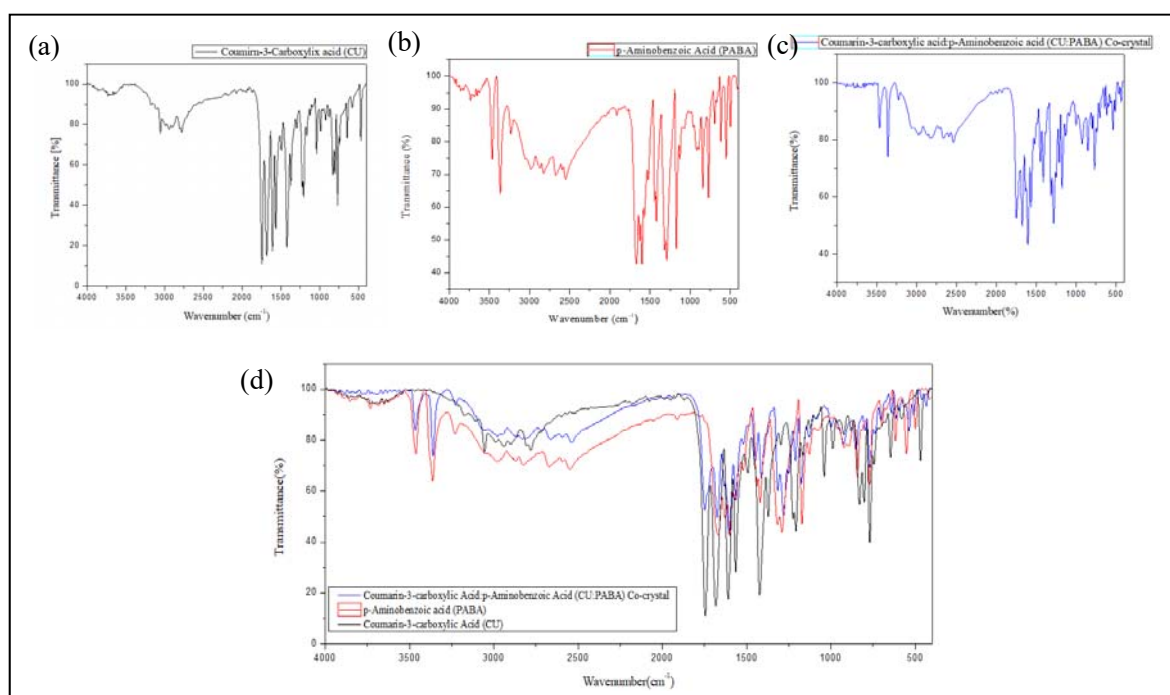 (a)
Coumirn-3-Carboxylix acid (CU)
100
80
60
40
20
0
Transmittance [%]
4000 3500 3000 2500 2000 1500 1000 500
Wavenumber (cm-1)
(b)
p-Aminobenzoic Acid (PABA)
100
90
80
70
60
50
40
Transmittance (%)
4000 3500 3000 2500 2000 1500 1000 500
Wavenumber (cm-1)
(c)
Coumarin-3-carboxylic acid:p-Aminobenzoic acid (CU:PABA) Co-crystal
100
80
60
40
Transmittance(%)
4000 3500 3000 2500 2000 1500 1000 500
Wavenumber(%)
(d)
100
80
60
40
20
0
Transmittance(%)
Coumarin-3-carboxylic Acid:p-Aminobenzoic Acid (CU:PABA) Co-crystal
p-Aminobenzoic acid (PABA)
Coumarin-3-carboxylic Acid (CU)
4000 3500 3000 2500 2000 1500 1000 500
Wavenumber(cm-1)